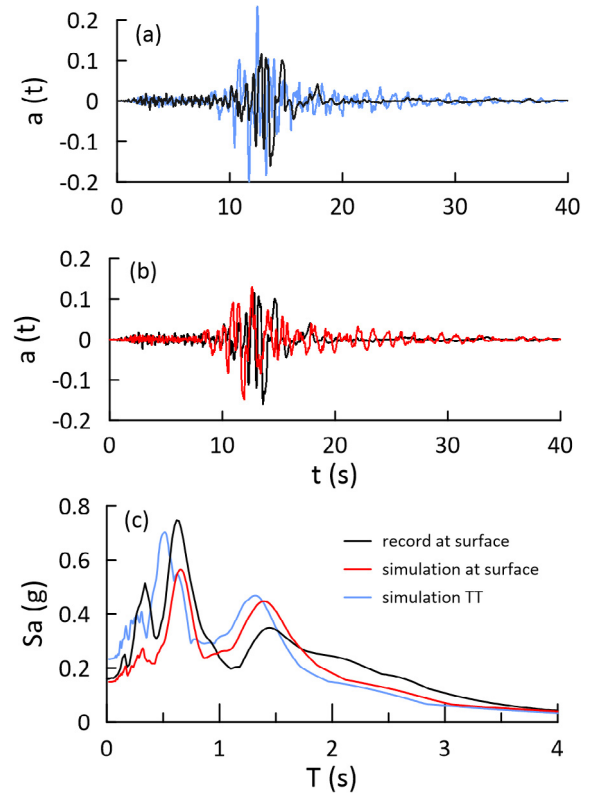 0.2
(a)
0.1
0
-0.1
-0.2
a (t)
0 10 20 30 40
0.2
(b)
0.1
0
-0.1
-0.2
a (t)
0 10 20 30 40
t (s)
0.8
(c)
0.6
0.4
0.2
0
Sa (g)
record at surface
simulation at surface
simulation TT
0 1 2 3 4
T (s)